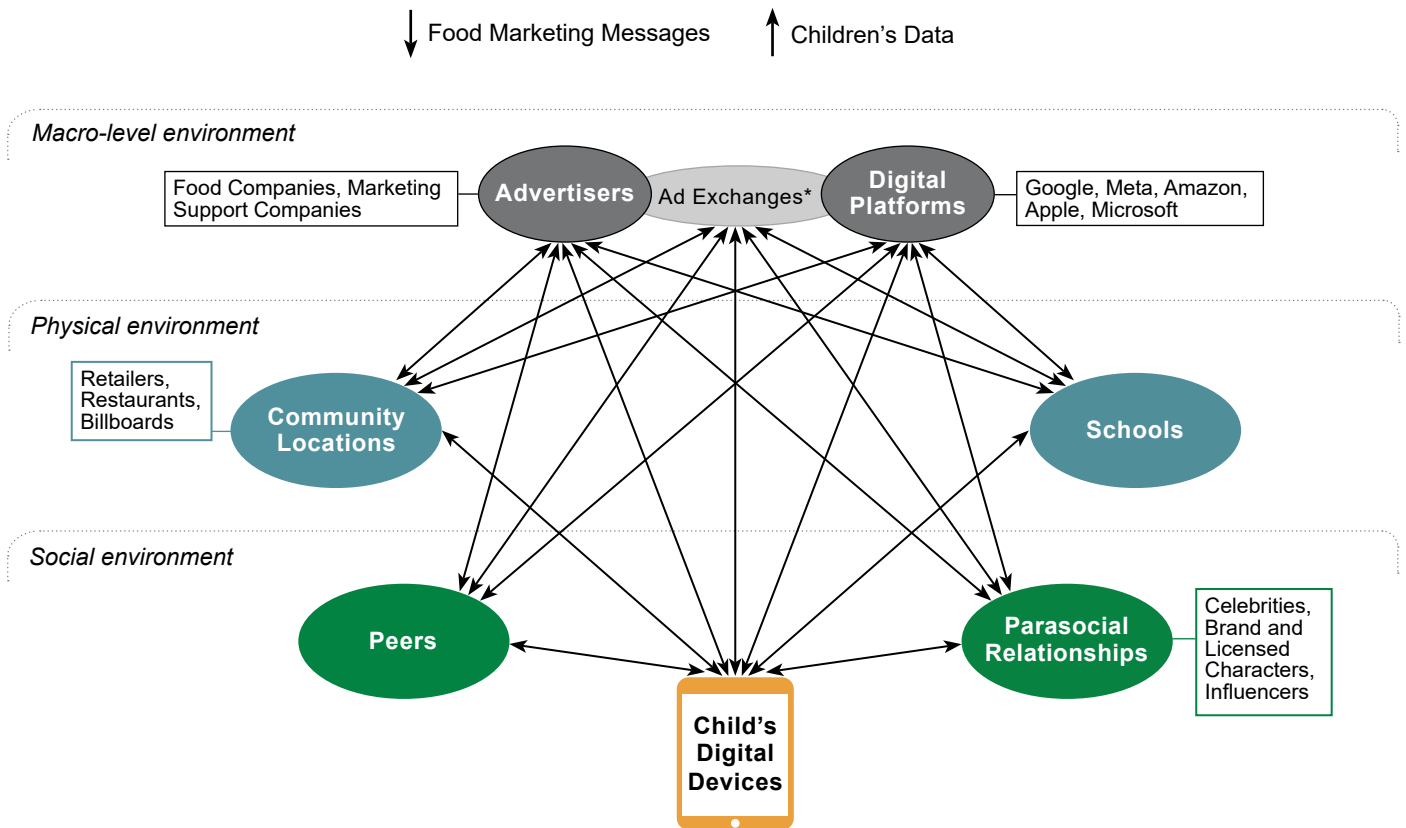 Food Marketing Messages
Children's Data
Macro-level environment
Food Companies, Marketing
Support Companies
Advertisers
Ad Exchanges*
Digital
Platforms
Google, Meta, Amazon,
Apple, Microsoft
Physical environment
Retailers,
Restaurants,
Billboards
Community
Locations
Schools
Social environment
Peers
Parasocial
Relationships
Celebrities,
Brand and
Licensed
Characters,
Influencers
Child's
Digital
Devices